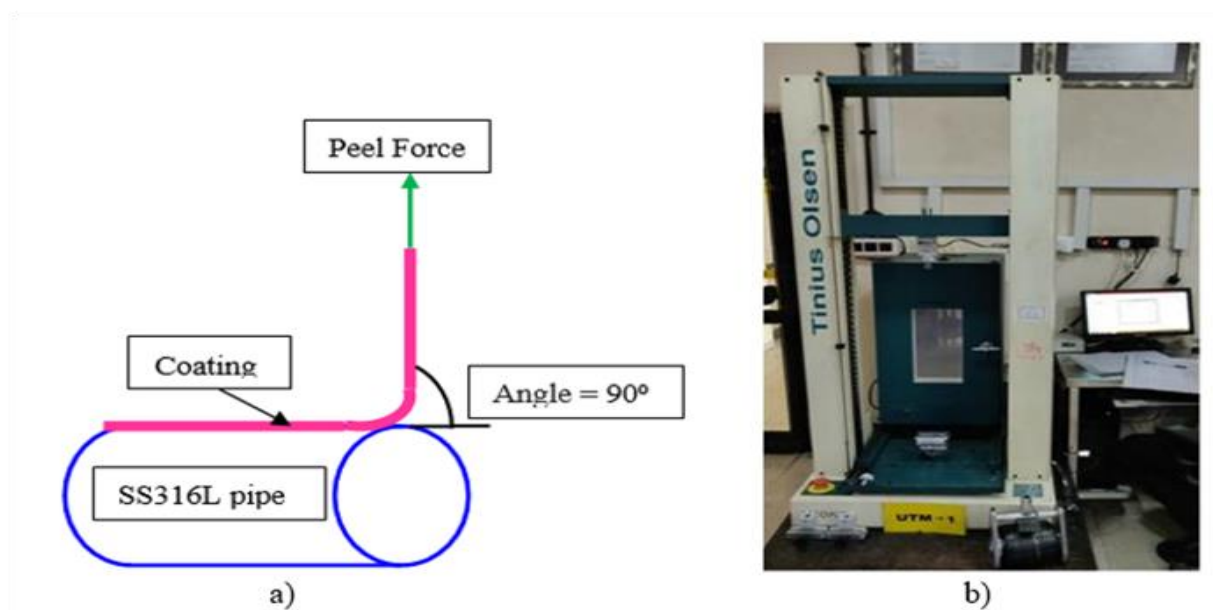 Peel Force
Coating
Angle = 90º
SS316L pipe
a)
Tinius Olsen
UTM - 1
b)